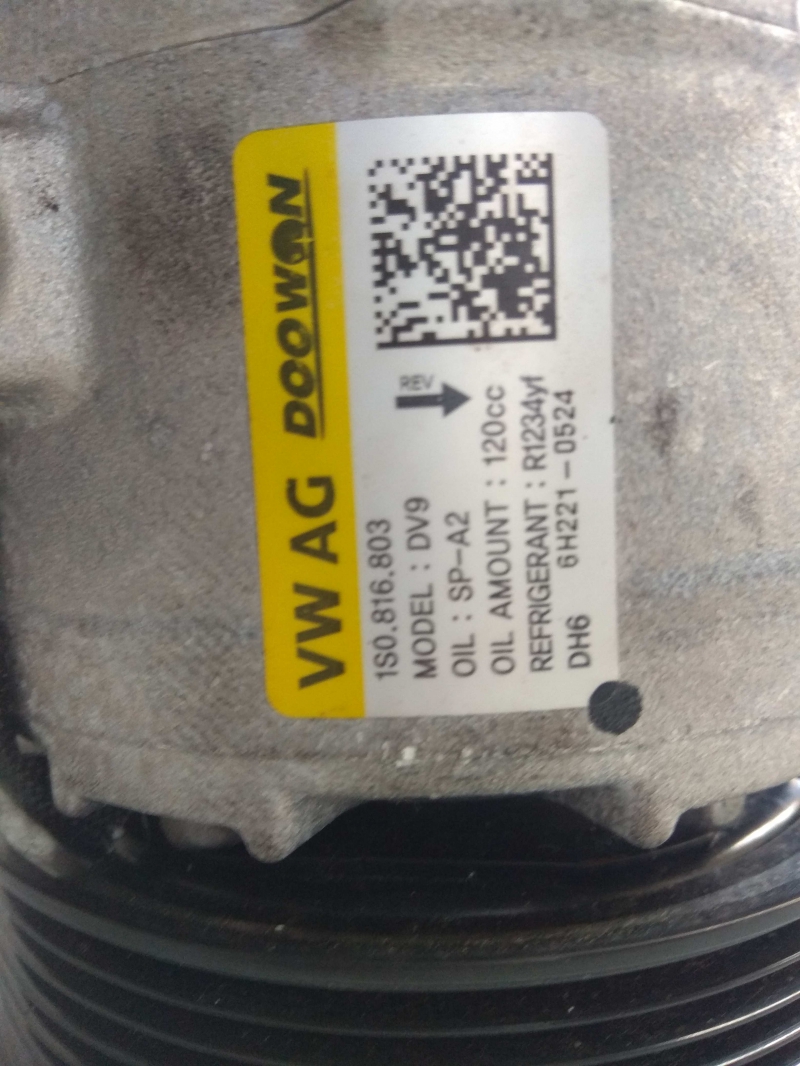 VW AG DOOWON
1S0.816.803
REV
MODEL : DV9
OIL : SP-A2
OIL AMOUNT : 120cc
REFRIGERANT : R1234yf
DH6 6H221-0524